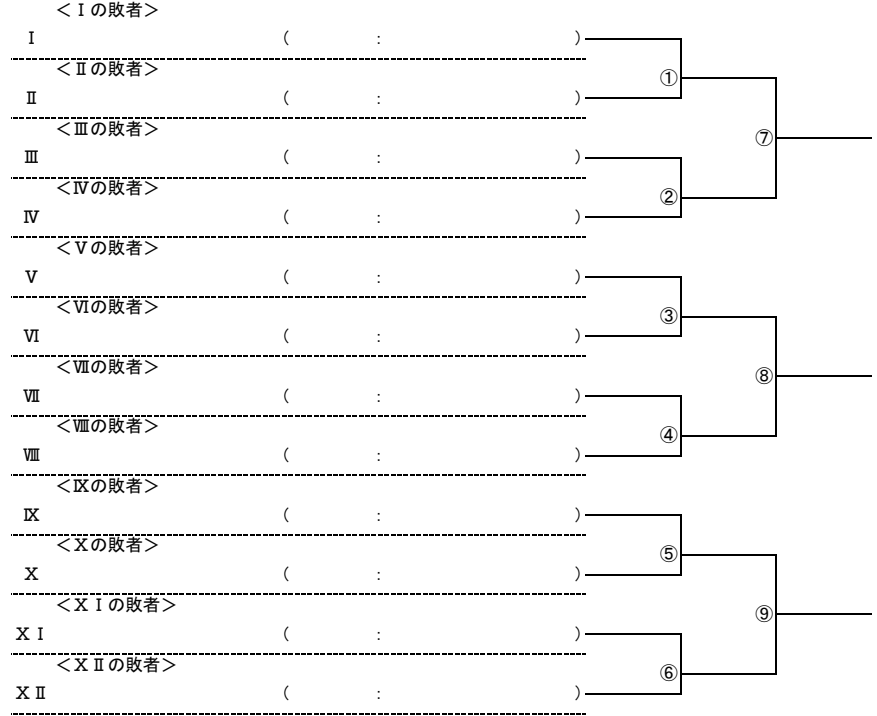 ＜Ⅰの敗者＞
Ⅰ ( : )
＜Ⅱの敗者＞
①
Ⅱ ( : )
＜Ⅲの敗者＞
⑦
Ⅲ ( : )
＜Ⅳの敗者＞
②
Ⅳ ( : )
＜Ⅴの敗者＞
Ⅴ ( : )
＜Ⅵの敗者＞
③
Ⅵ ( : )
＜Ⅶの敗者＞
⑧
Ⅶ ( : )
＜Ⅷの敗者＞
④
Ⅷ ( : )
＜Ⅸの敗者＞
Ⅸ ( : )
＜Ⅹの敗者＞
⑤
Ⅹ ( : )
＜ⅩⅠの敗者＞
⑨
ⅩⅠ ( : )
＜ⅩⅡの敗者＞
⑥
ⅩⅡ ( : )